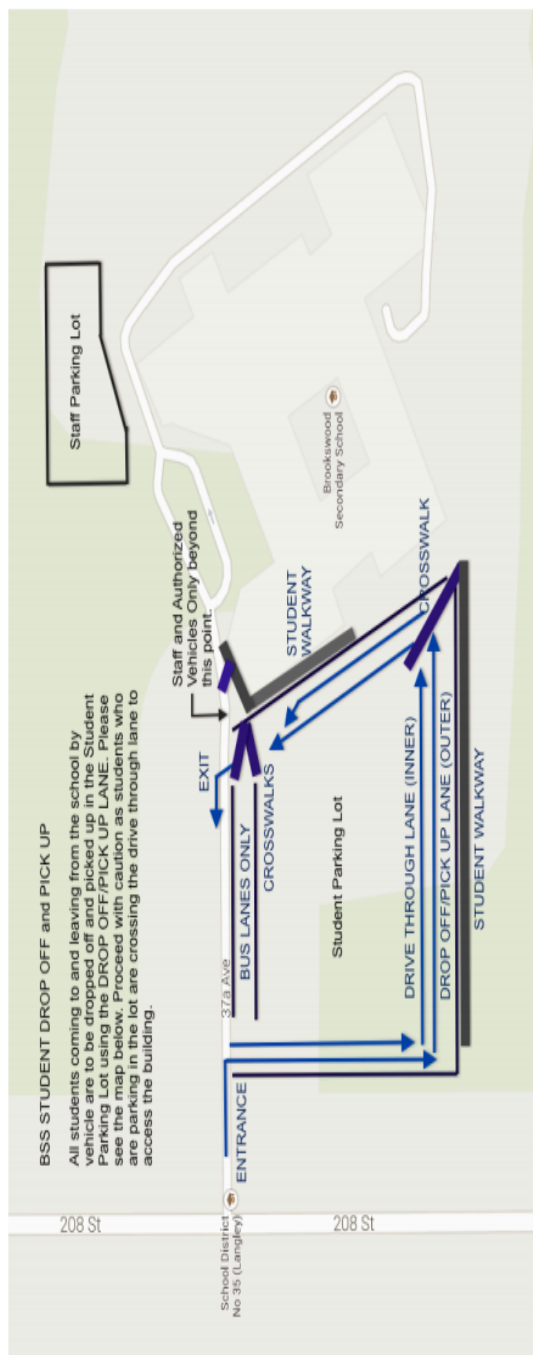 BSS STUDENT DROP OFF and PICK UP
All students coming to and leaving from the school by
vehicle are to be dropped off and picked up in the Student
Parking Lot using the DROP OFF/PICK UP LANE. Please
see the map below. Proceed with caution as students who
are parking in the lot are crossing the drive through lane to
access the building.
Staff Parking Lot
Staff and Authorized
Vehicles Only beyond
this point.
208 St
School District
No 35 (Langley)
ENTRANCE
37a Ave
EXIT
BUS LANES ONLY
CROSSWALKS
STUDENT
WALKWAY
Brookswood
Secondary School
208 St
Student Parking Lot
CROSSWALK
DRIVE THROUGH LANE (INNER)
DROP OFF/PICK UP LANE (OUTER)
STUDENT WALKWAY